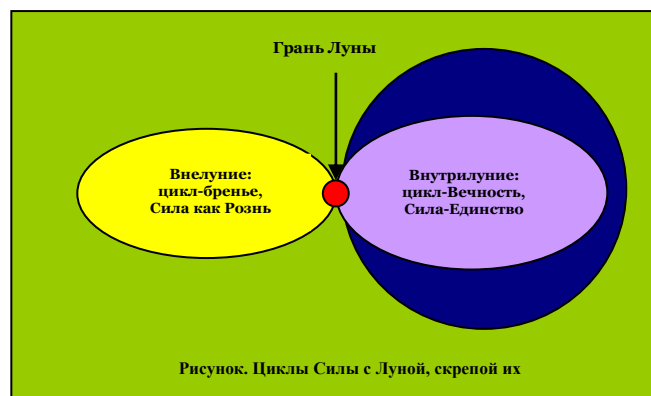 Грань Луны
Внелуние:
цикл-бренье,
Сила как Рознь
Внутрилуние:
цикл-Вечность,
Сила-Единство
Рисунок. Циклы Силы с Луной, скрепой их